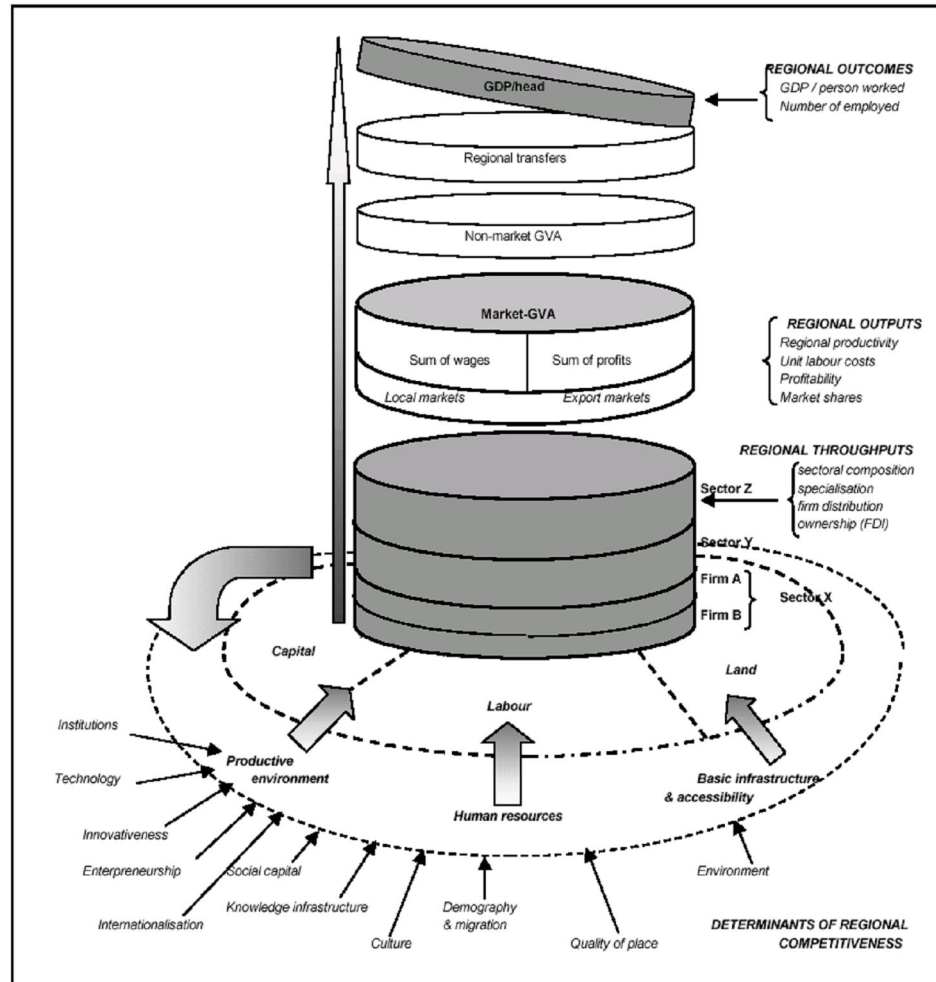 GDP/head
REGIONAL OUTCOMES
GDP / person worked
Number of employed
Regional transfers
Non-market GVA
Market-GVA
Sum of wages
Sum of profits
Local markets
Export markets
REGIONAL OUTPUTS
Regional productivity
Unit labour costs
Profitability
Market shares
REGIONAL THROUGHPUTS
sectoral composition
specialisation
firm distribution
ownership (FDI)
Sector Z
Sector Y
Firm A
Firm B
Sector X
Capital
Labour
Land
Productive
environment
Human resources
Basic infrastructure
& accessibility
Institutions
Technology
Innovativeness
Enterpreneurship
Internationalisation
Social capital
Knowledge infrastructure
Culture
Demography
& migration
Quality of place
Environment
DETERMINANTS OF REGIONAL
COMPETITIVENESS